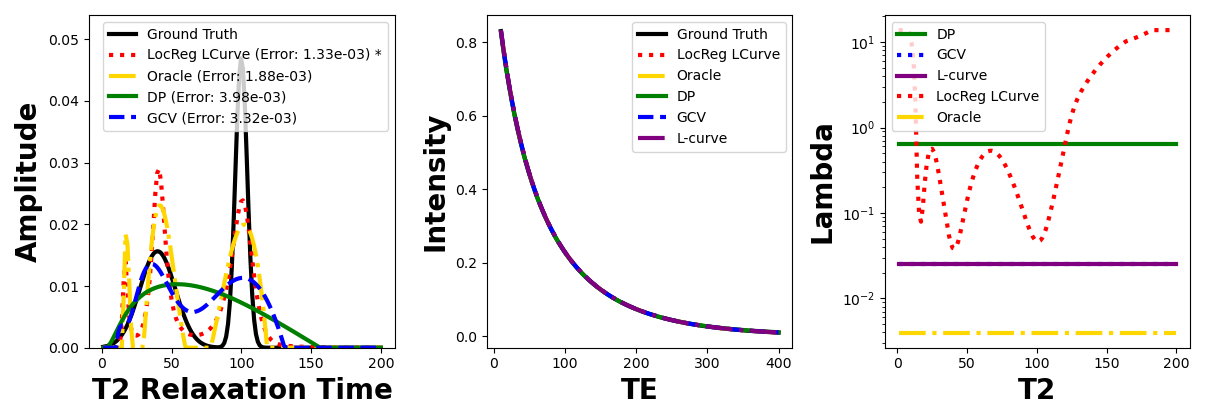 0.05
0.04
0.03
0.02
0.01
0.00
Amplitude
Ground Truth
LocReg LCurve (Error: 1.33e-03) *
Oracle (Error: 1.88e-03)
DP (Error: 3.98e-03)
GCV (Error: 3.32e-03)
0
50
100
150
200
T2 Relaxation Time
0.8
0.6
0.4
0.2
0.0
Intensity
Ground Truth
LocReg LCurve
Oracle
DP
GCV
L-curve
0
100
200
300
400
TE
10¹
10⁰
10⁻¹
10⁻²
Lambda
DP
GCV
L-curve
LocReg LCurve
Oracle
0
50
100
150
200
T2